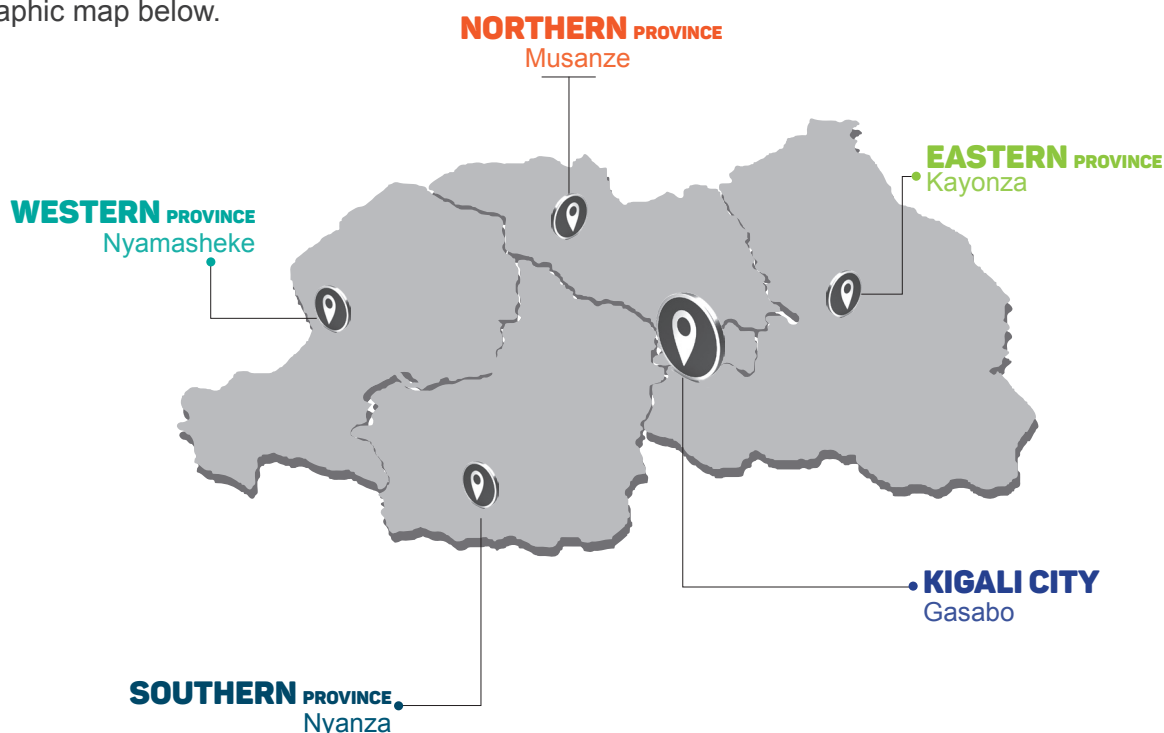 aphic map below.
NORTHERN PROVINCE
Musanze
EASTERN PROVINCE
Kayonza
WESTERN PROVINCE
Nyamasheke
KIGALI CITY
Gasabo
SOUTHERN PROVINCE
Nyanza